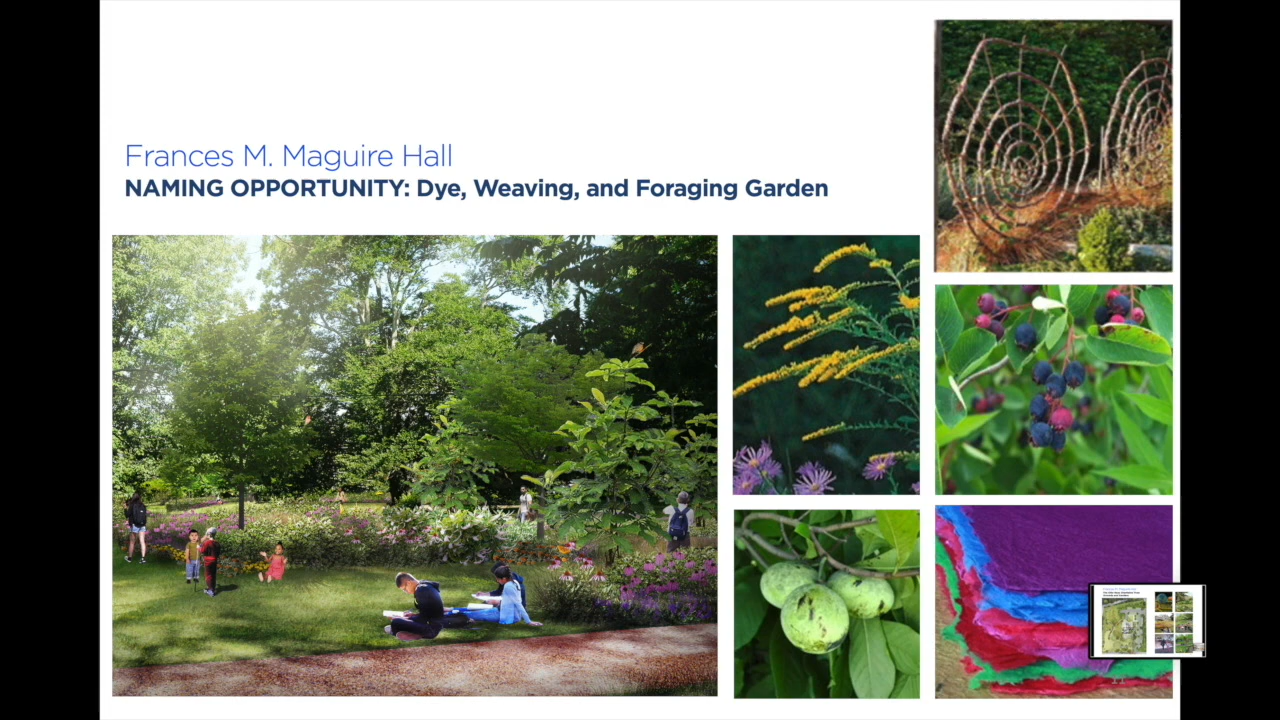 Frances M. Maguire Hall
NAMING OPPORTUNITY: Dye, Weaving, and Foraging Garden